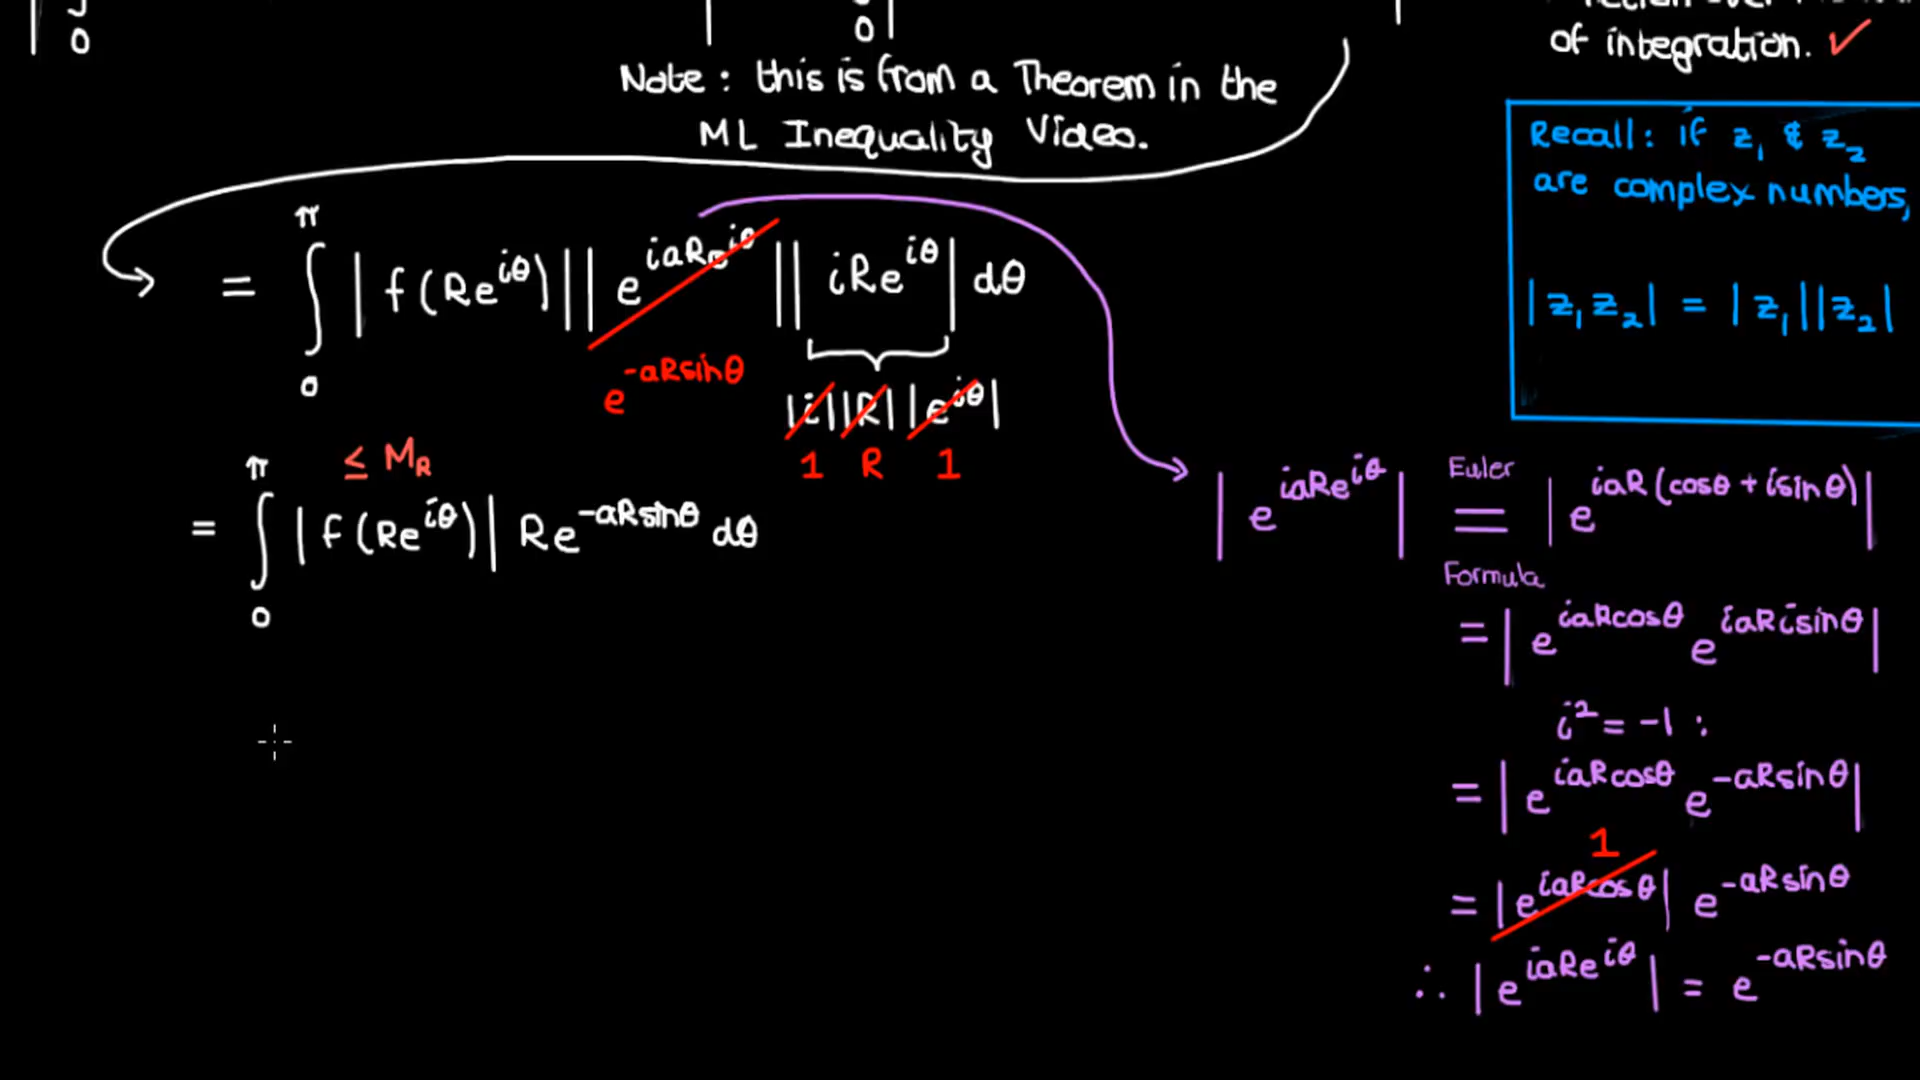 0
0
of integration. ✓
Note: this is from a Theorem in the
ML Inequality Video.
Recall: if z₁ & z₂
are complex numbers,
|z₁z₂| = |z₁||z₂|
= ∫₀^π |f(Re^{iθ})||e^{iaRe^{iθ}}||iRe^{iθ}| dθ
e^{-aRsinθ}
|i||R||e^{iθ}|
1 R 1
≤ M_R
= ∫₀^π |f(Re^{iθ})| Re^{-aRsinθ} dθ
|e^{iaRe^{iθ}}| = |e^{iaR(cosθ + isinθ)}|
Euler
Formula
= |e^{iaRcosθ} e^{iaRisinθ}|
i² = -1 :
= |e^{iaRcosθ} e^{-aRsinθ}|
1
= |e^{iaRcosθ}| e^{-aRsinθ}
∴ |e^{iaRe^{iθ}}| = e^{-aRsinθ}